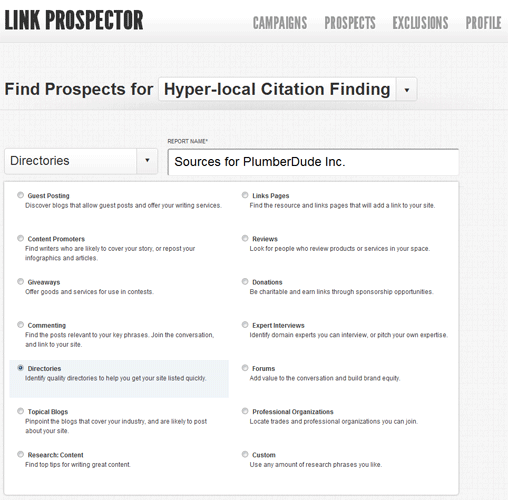 LINK PROSPECTOR
CAMPAIGNS PROSPECTS EXCLUSIONS PROFILE
Find Prospects for Hyper-local Citation Finding
REPORT NAME*
Directories
Sources for PlumberDude Inc.
Guest Posting
Discover blogs that allow guest posts and offer your writing services.
Links Pages
Find the resource and links pages that will add a link to your site.
Content Promoters
Find writers who are likely to cover your story, or repost your
infographics and articles.
Reviews
Look for people who review products or services in your space.
Giveaways
Offer goods and services for use in contests.
Donations
Be charitable and earn links through sponsorship opportunities.
Commenting
Find the posts relevant to your key phrases. Join the conversation,
and link to your site.
Expert Interviews
Identify domain experts you can interview, or pitch your own expertise.
Directories
Identify quality directories to help you get your site listed quickly.
Forums
Add value to the conversation and build brand equity.
Topical Blogs
Pinpoint the blogs that cover your industry, and are likely to post
about your site.
Professional Organizations
Locate trades and professional organizations you can join.
Research: Content
Find top tips for writing great content.
Custom
Use any amount of research phrases you like.